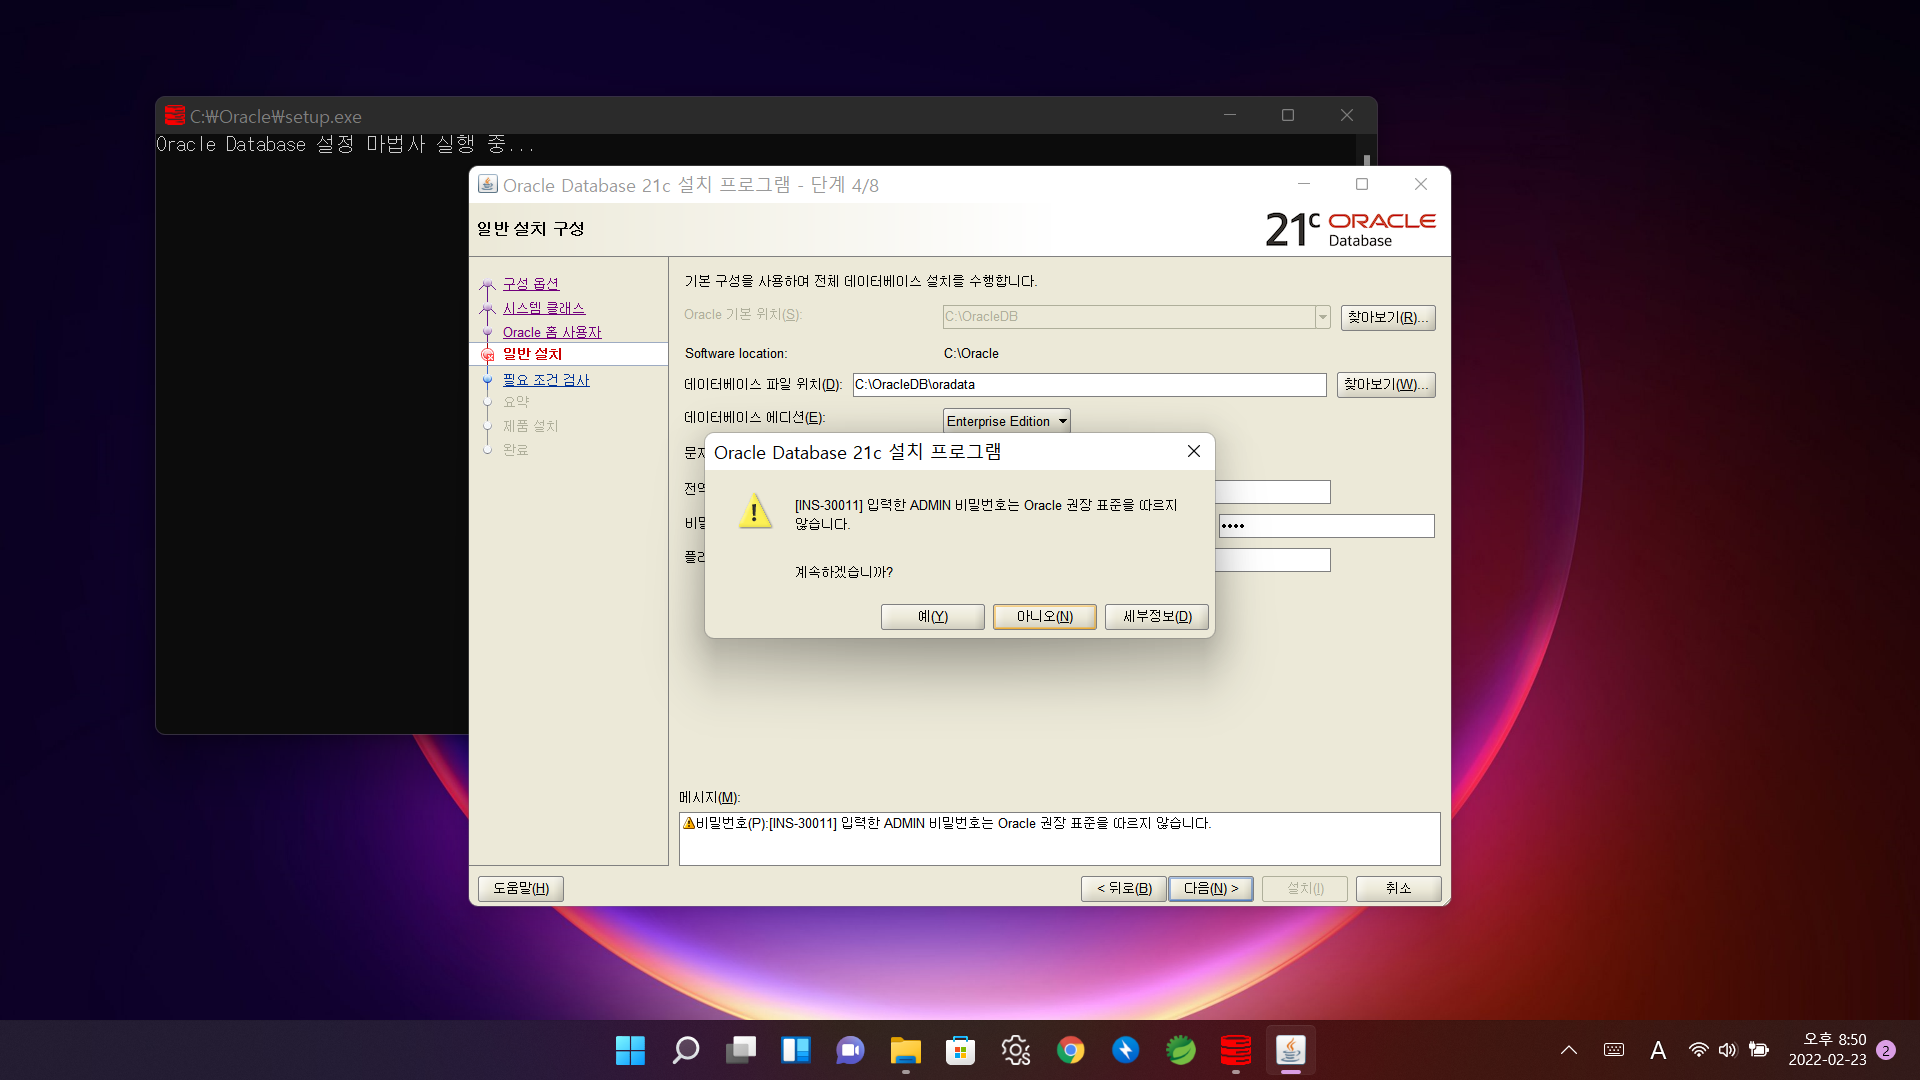 C:₩Oracle₩setup.exe
Oracle Database 설정 마법사 실행 중...
Oracle Database 21c 설치 프로그램 - 단계 4/8
일반 설치 구성
21c ORACLE
Database
구성 옵션
시스템 클래스
Oracle 홈 사용자
일반 설치
필요 조건 검사
요약
제품 설치
완료
기본 구성을 사용하여 전체 데이터베이스 설치를 수행합니다.
Oracle 기본 위치(S):
C:\OracleDB
찾아보기(R)...
Software location:
C:\Oracle
데이터베이스 파일 위치(D):
C:\OracleDB\oradata
찾아보기(W)...
데이터베이스 에디션(E):
Enterprise Edition
문자
전역
비밀
플러
Oracle Database 21c 설치 프로그램
[INS-30011] 입력한 ADMIN 비밀번호는 Oracle 권장 표준을 따르지
않습니다.
계속하겠습니까?
예(Y)
아니오(N)
세부정보(D)
메시지(M):
비밀번호(P):[INS-30011] 입력한 ADMIN 비밀번호는 Oracle 권장 표준을 따르지 않습니다.
도움말(H)
< 뒤로(B)
다음(N) >
설치(I)
취소
A
오후 8:50
2022-02-23
2